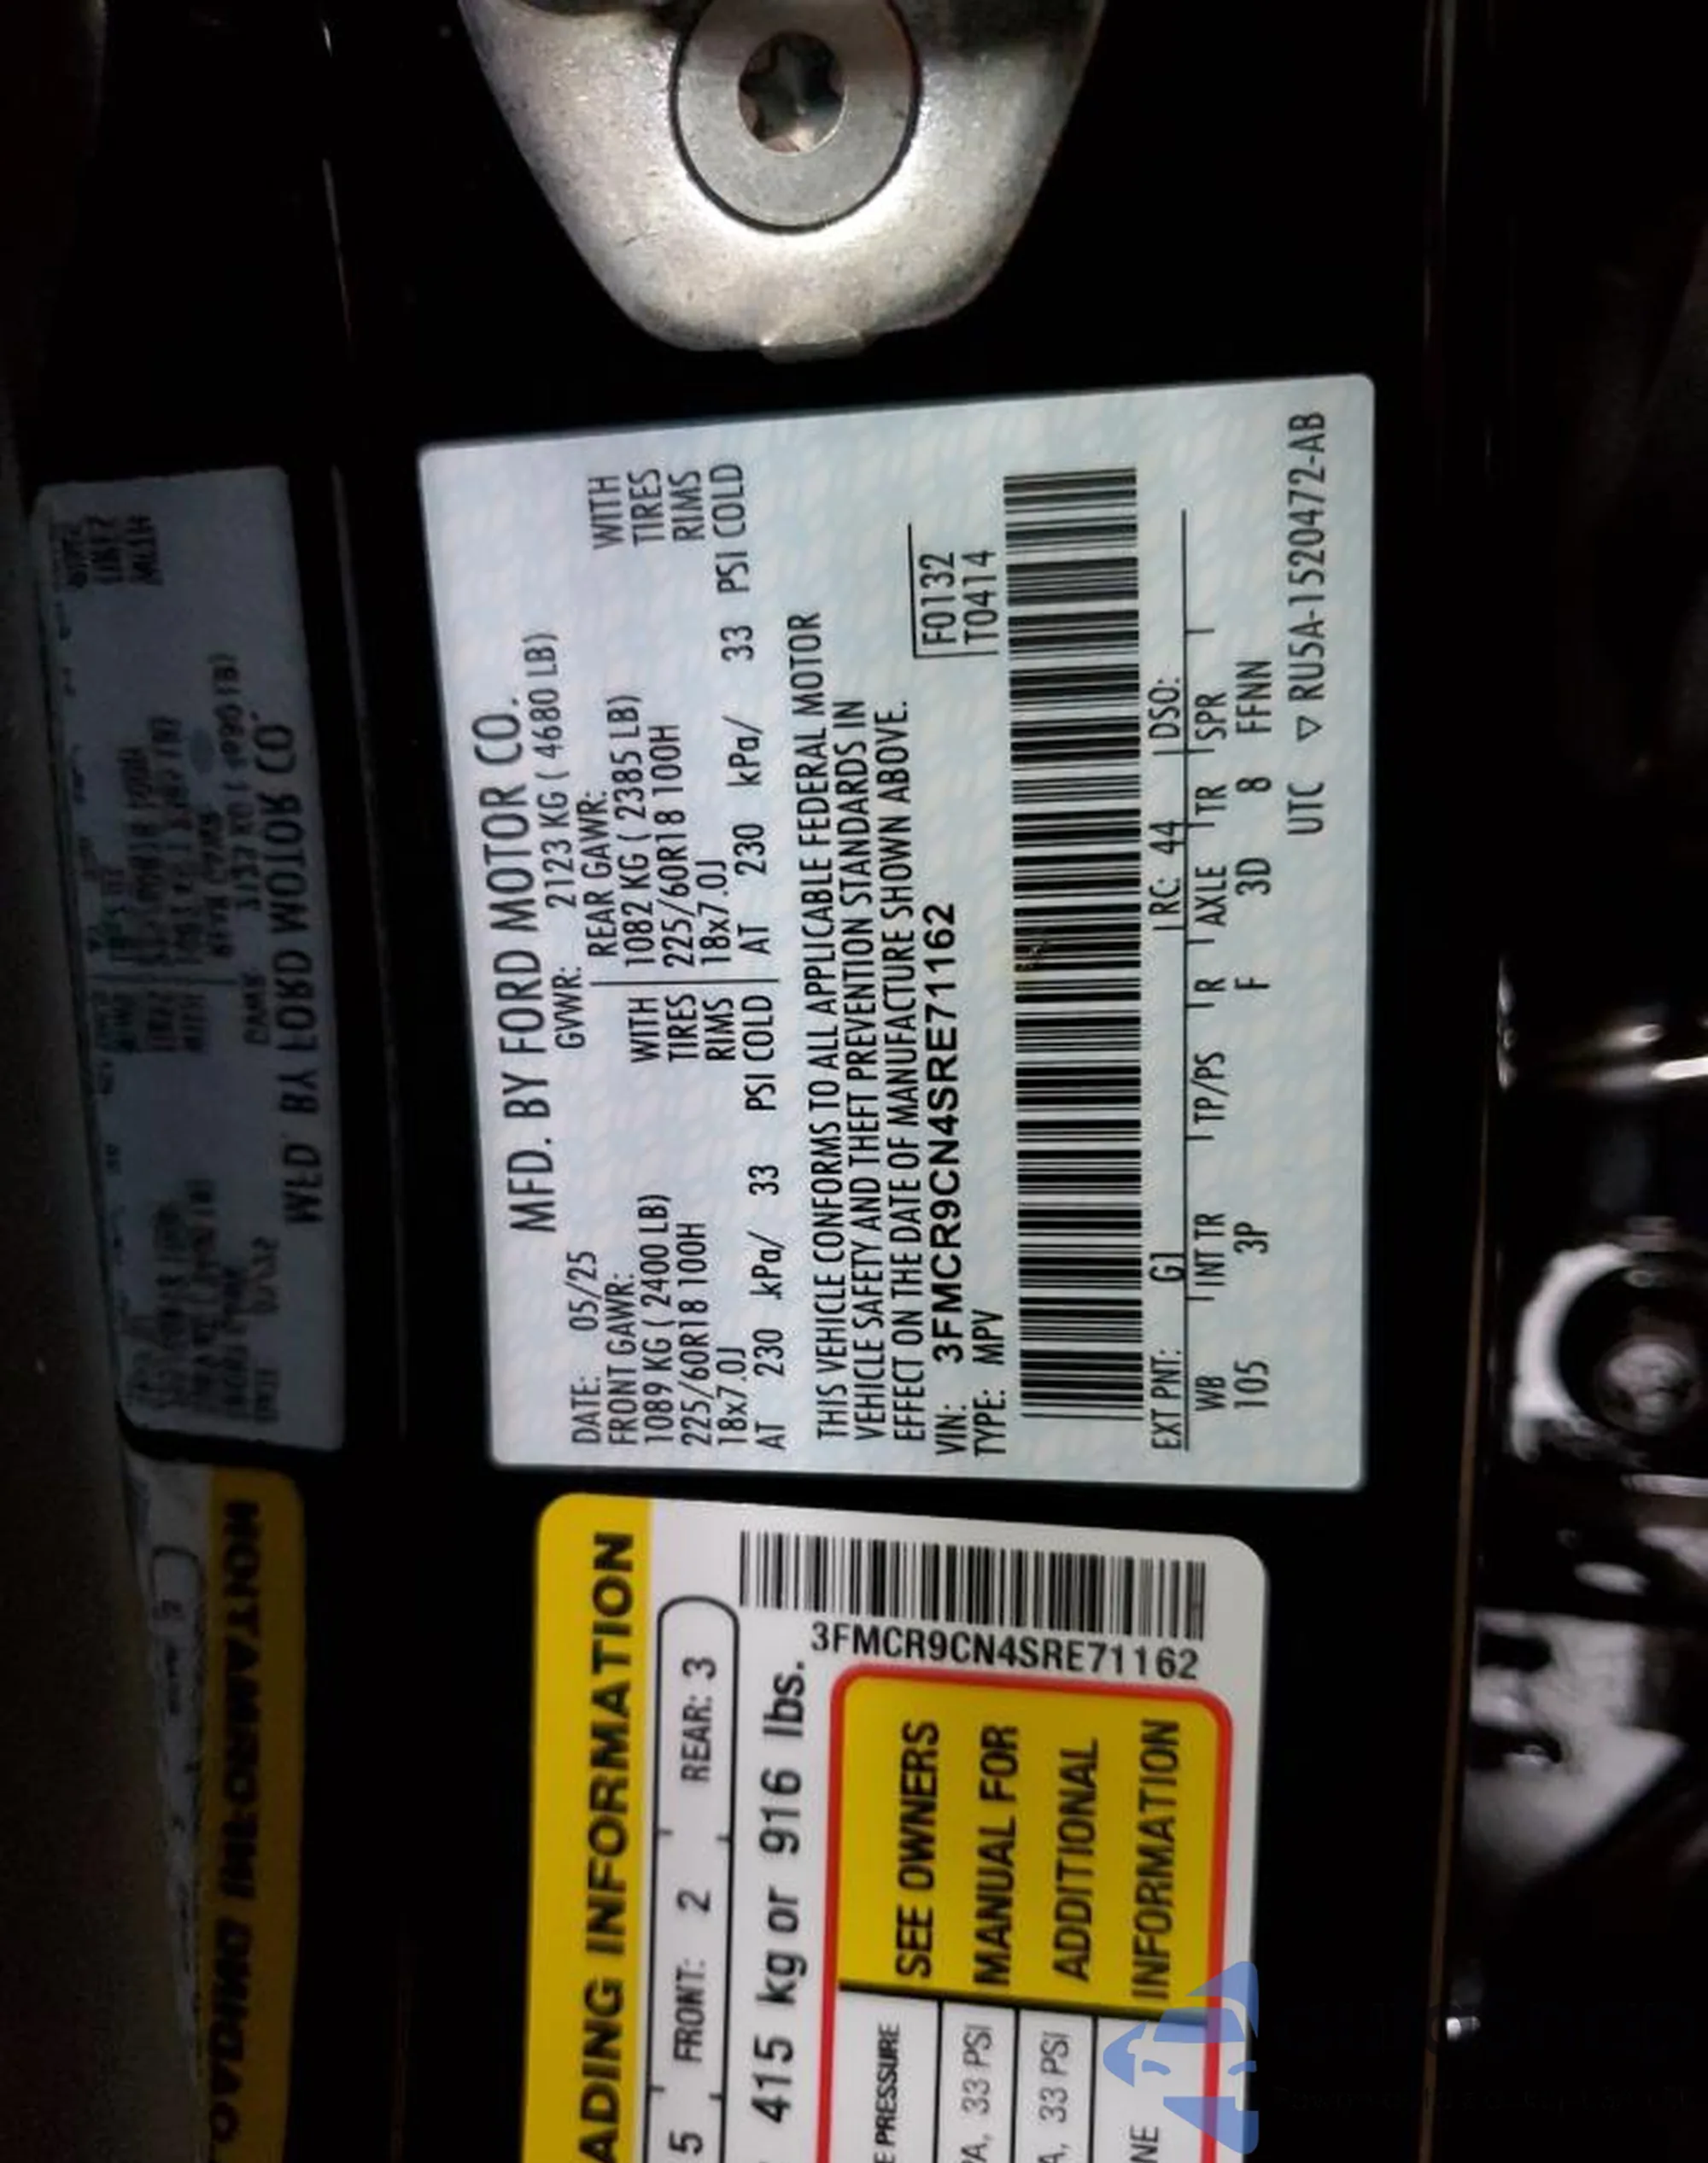 MFD. BY FORD MOTOR CO.
DATE: 05/25 GVWR: 2123 KG ( 4680 LB)
FRONT GAWR: REAR GAWR:
1089 KG ( 2400 LB) WITH 1082 KG ( 2385 LB) WITH
225/60R18 100H TIRES 225/60R18 100H TIRES
18x7.0J RIMS 18x7.0J RIMS
AT 230 kPa/ 33 PSI COLD AT 230 kPa/ 33 PSI COLD
THIS VEHICLE CONFORMS TO ALL APPLICABLE FEDERAL MOTOR
VEHICLE SAFETY AND THEFT PREVENTION STANDARDS IN
EFFECT ON THE DATE OF MANUFACTURE SHOWN ABOVE.
VIN: 3FMCR9CN4SRE71162 F0132
TYPE: MPV T0414
EXT PNT: G1 RC: 44 DSO:
WB INT TR TP/PS R AXLE TR SPR
105 3P F 3D 8 FFNN
UTC ▽ RU5A-1520472-AB
ADING INFORMATION
5 FRONT: 2 REAR: 3
415 kg or 916 lbs.
3FMCR9CN4SRE71162
E PRESSURE
PA, 33 PSI
A, 33 PSI
NE
SEE OWNERS
MANUAL FOR
ADDITIONAL
INFORMATION